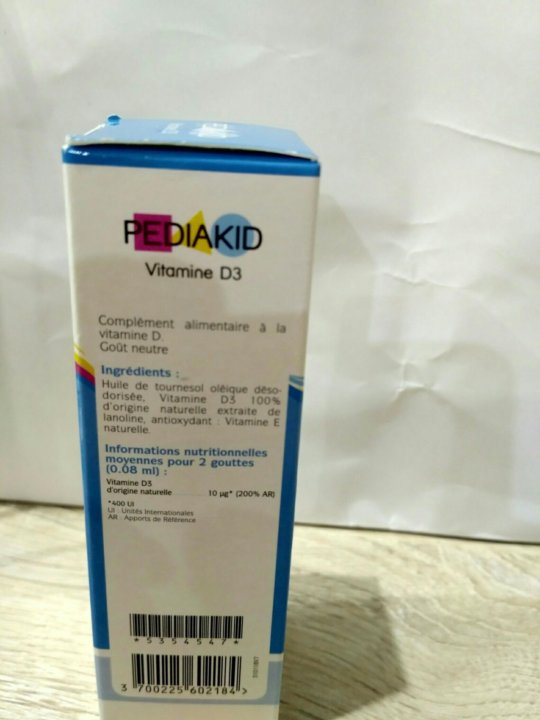 PEDIAKID
Vitamine D3
Complément alimentaire à la
vitamine D.
Goût neutre
Ingrédients :
Huile de tournesol oléique déso-
dorisée, Vitamine D3 100%
d'origine naturelle extraite de
lanoline, antioxydant : Vitamine E
naturelle.
Informations nutritionnelles
moyennes pour 2 gouttes
(0.08 ml) :
Vitamine D3
d'origine naturelle 10 µg* (200% AR)
*400 UI
UI : Unités Internationales
AR : Apports de Référence
*5354547*
3 700225 602184 >